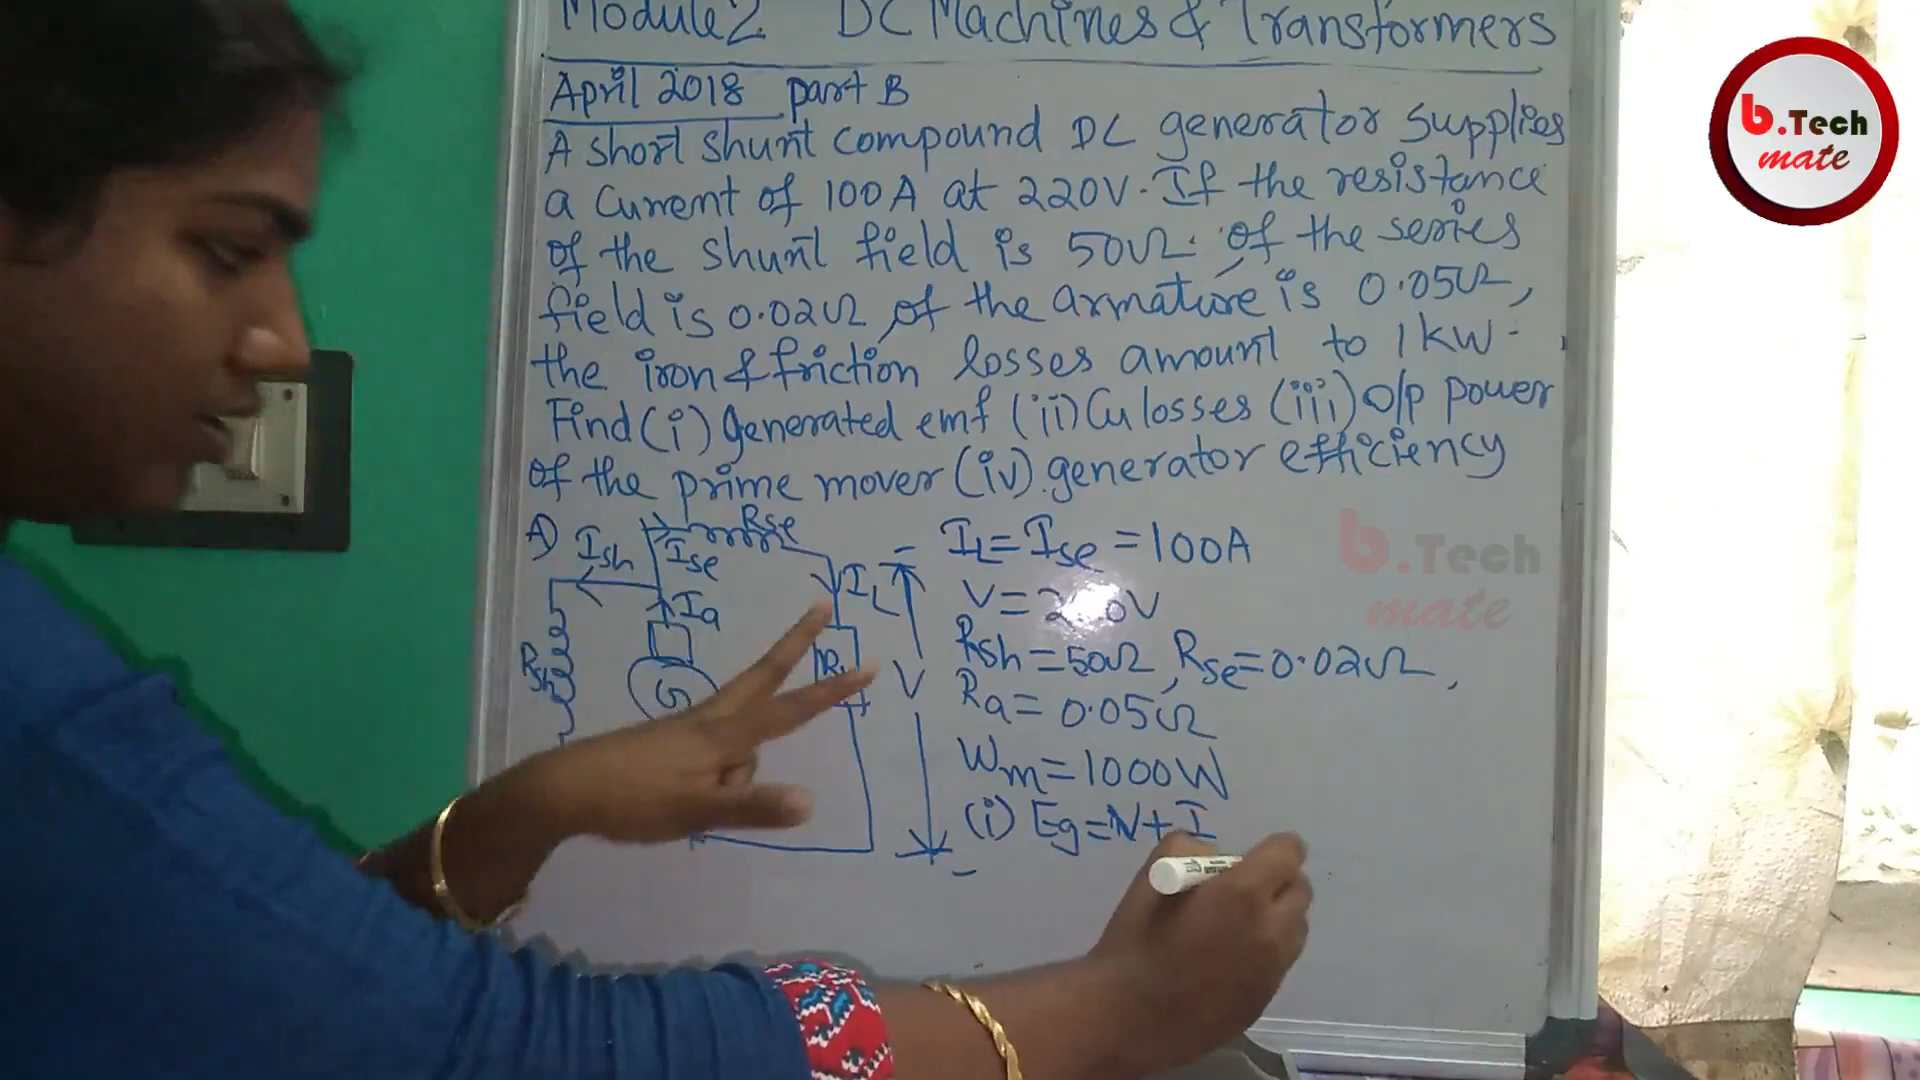 Module 2 DC Machines & Transformers
April 2018 part B
A short shunt compound DC generator supplies
a current of 100A at 220V. If the resistance
of the shunt field is 50Ω, of the series
field is 0.02Ω, of the armature is 0.05Ω,
the iron & friction losses amount to 1kW.
Find (i) generated emf (ii) Cu losses (iii) o/p power
of the prime mover (iv) generator efficiency
A)
Ish
Ise
Rse
IL
Ia
Rsh
G
V
IL = Ise = 100A
V = 220V
Rsh = 50Ω, Rse = 0.02Ω,
Ra = 0.05Ω
Wm = 1000W
(i) Eg = V + I
b.Tech
mate
b.Tech
mate